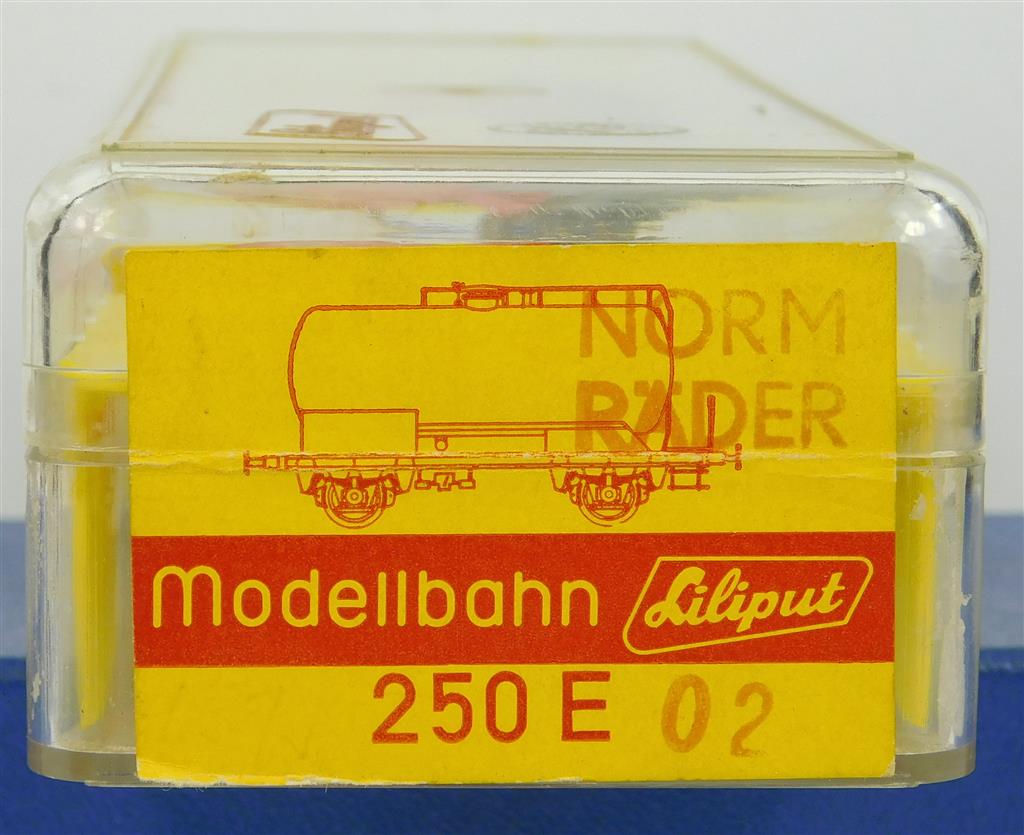 NORM
RÄDER
Modellbahn Liliput
250 E 02